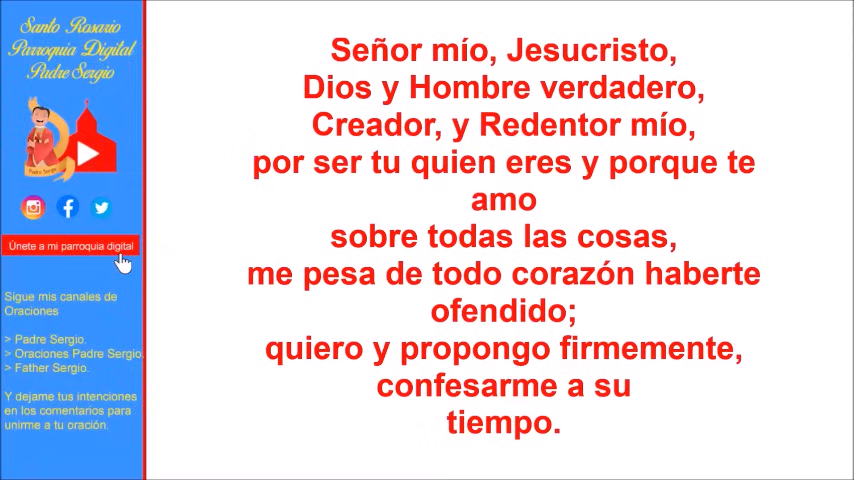 Santo Rosario
Parroquia Digital
Padre Sergio
Padre Sergio
Únete a mi parroquia digital
Sigue mis canales de
Oraciones
> Padre Sergio.
> Oraciones Padre Sergio.
> Father Sergio.
Y dejame tus intenciones
en los comentarios para
unirme a tu oración.
Señor mío, Jesucristo,
Dios y Hombre verdadero,
Creador, y Redentor mío,
por ser tu quien eres y porque te
amo
sobre todas las cosas,
me pesa de todo corazón haberte
ofendido;
quiero y propongo firmemente,
confesarme a su
tiempo.